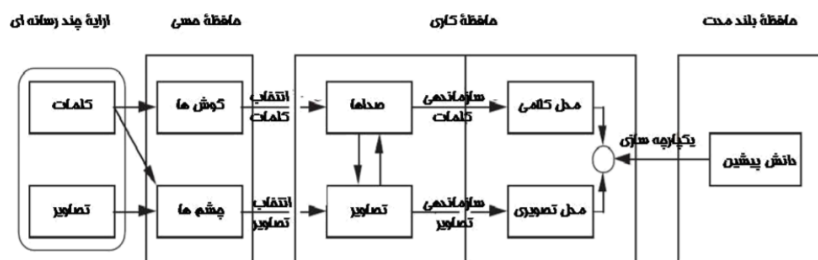 ارایهٔ چند رسانه ای
حافظهٔ حسی
حافظهٔ کاری
حافظهٔ بلند مدت
کلمات
گوش ها
انتخاب
کلمات
صداها
سازماندهی
کلمات
مدل کلامی
یکپارچه سازی
دانش پیشین
تصاویر
چشم ها
انتخاب
تصاویر
تصاویر
سازماندهی
تصاویر
مدل تصویری